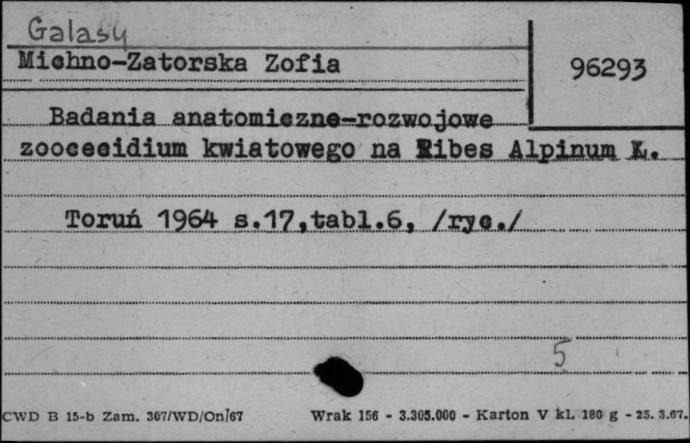 Galasy
Michno-Zatorska Zofia
96293
Badania anatomiczne-rozwojowe
zoocecidium kwiatowego na Ribes Alpinum L.
Toruń 1964 s.17,tabl.6, /ryc./
5
CWD B 15-b Zam. 367/WD/On/67 Wrak 156 - 3.305.000 - Karton V kl. 180 g - 25.3.67.